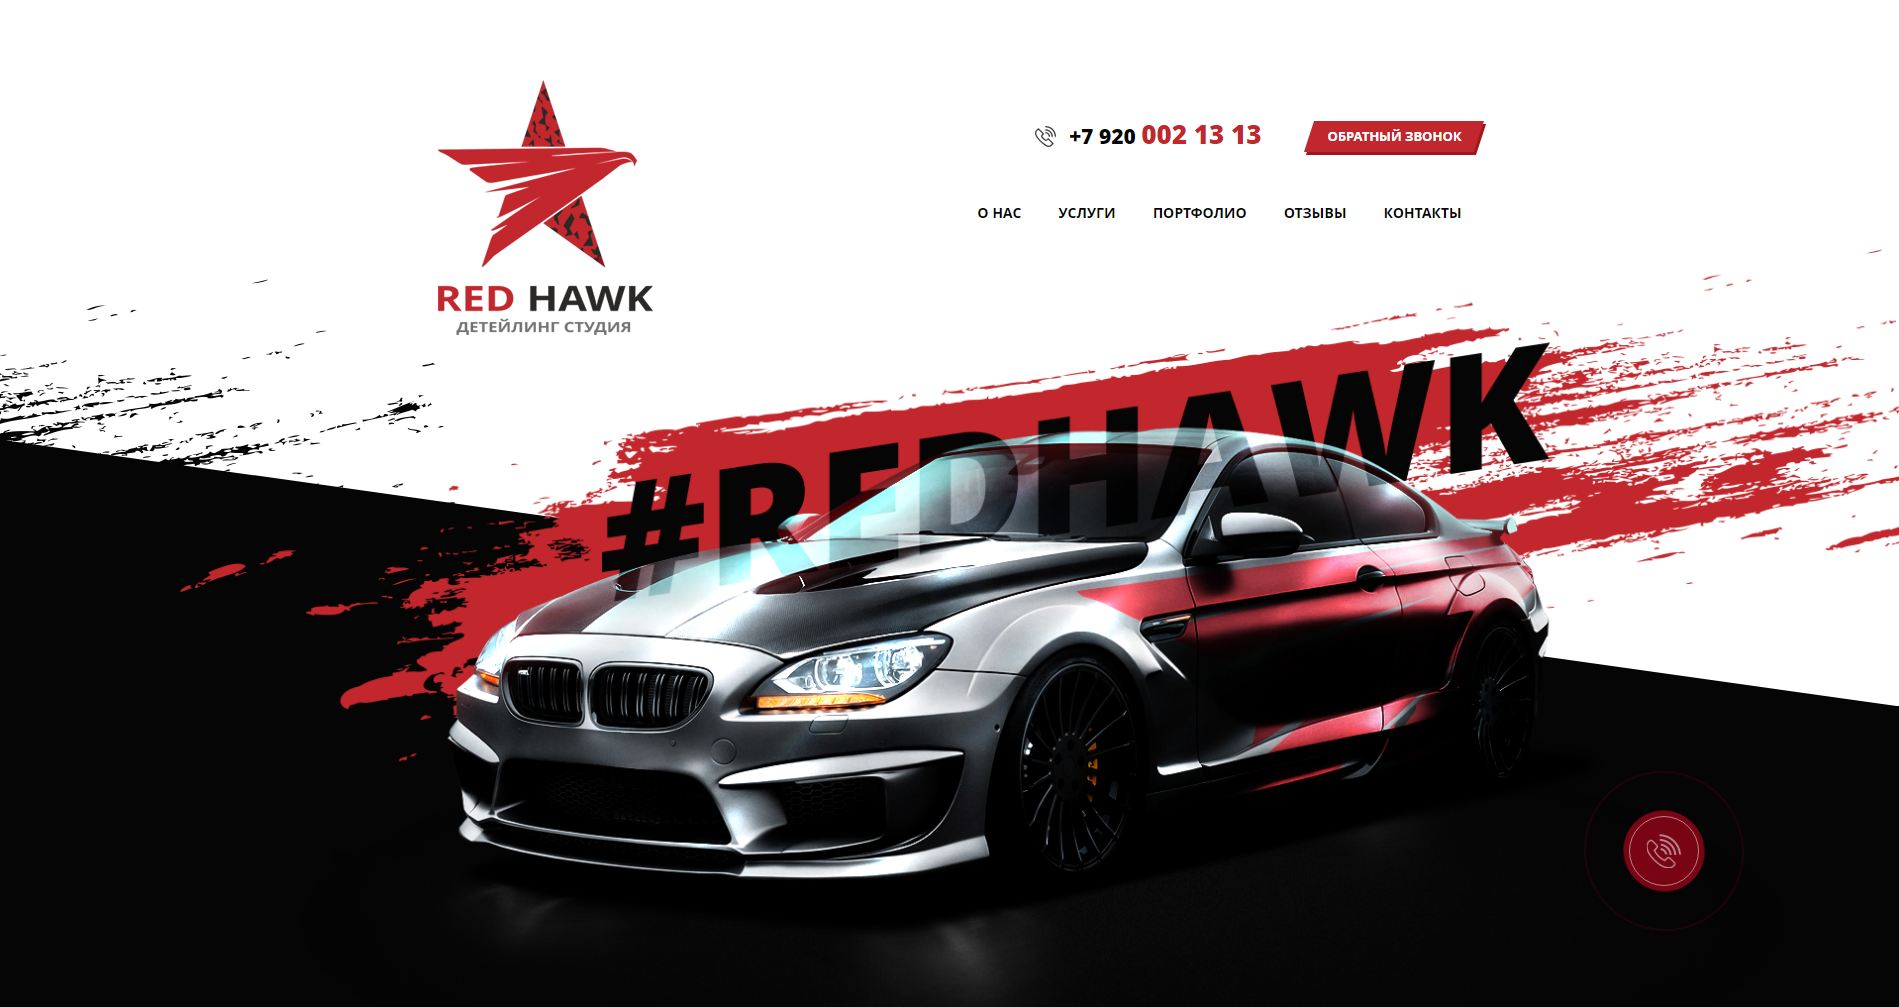 +7 920 002 13 13
ОБРАТНЫЙ ЗВОНОК
О НАС
УСЛУГИ
ПОРТФОЛИО
ОТЗЫВЫ
КОНТАКТЫ
RED HAWK
ДЕТЕЙЛИНГ СТУДИЯ
#REDHAWK